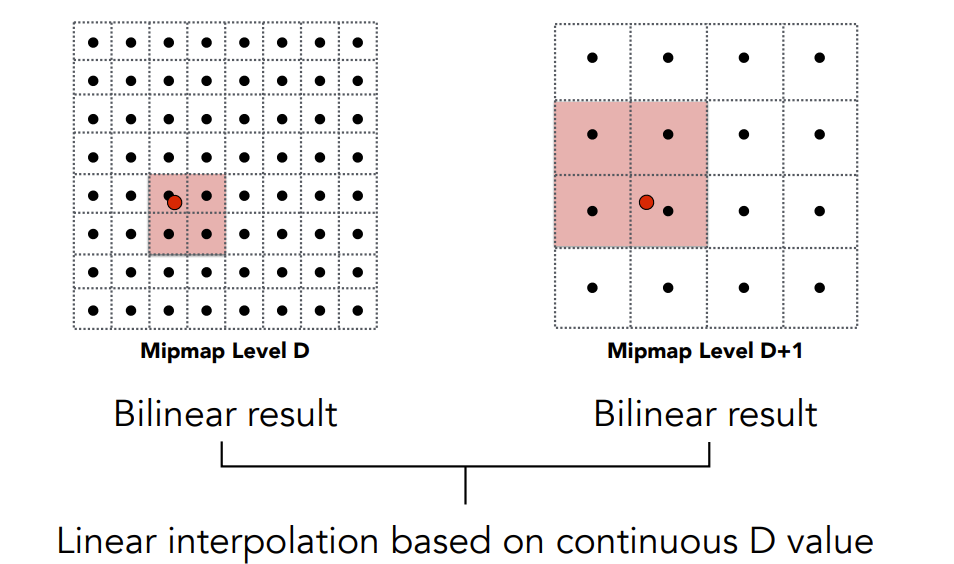 Mipmap Level D
Mipmap Level D+1
Bilinear result
Bilinear result
Linear interpolation based on continuous D value